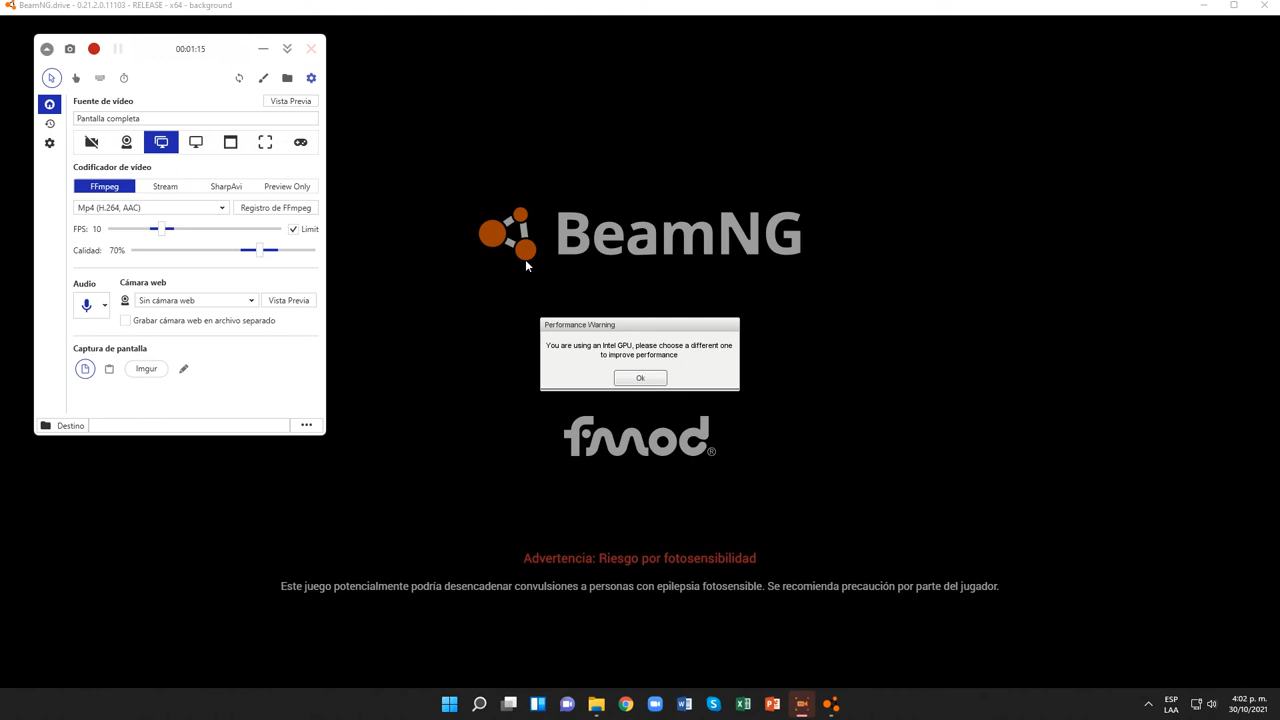 BeamNG.drive - 0.21.2.0.11103 - RELEASE - x64 - background
00:01:15
Fuente de vídeo
Vista Previa
Pantalla completa
Codificador de vídeo
FFmpeg
Stream
SharpAvi
Preview Only
Mp4 (H.264, AAC)
Registro de FFmpeg
FPS: 10
Limit
Calidad: 70%
Audio
Cámara web
Sin cámara web
Vista Previa
Grabar cámara web en archivo separado
Captura de pantalla
Imgur
Destino
BeamNG
Performance Warning
You are using an Intel GPU, please choose a different one
to improve performance
Ok
fmod®
Advertencia: Riesgo por fotosensibilidad
Este juego potencialmente podría desencadenar convulsiones a personas con epilepsia fotosensible. Se recomienda precaución por parte del jugador.
ESP
LAA
4:02 p. m.
30/10/2021